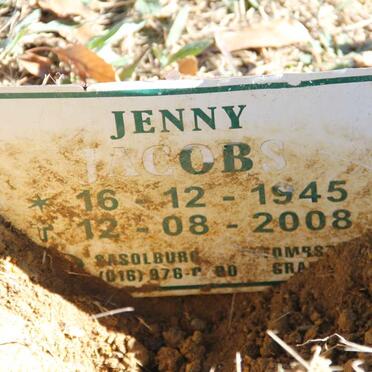 JENNY
JACOBS
* 16 - 12 - 1945
† 12 - 08 - 2008
SASOLBURG
(016) 976-